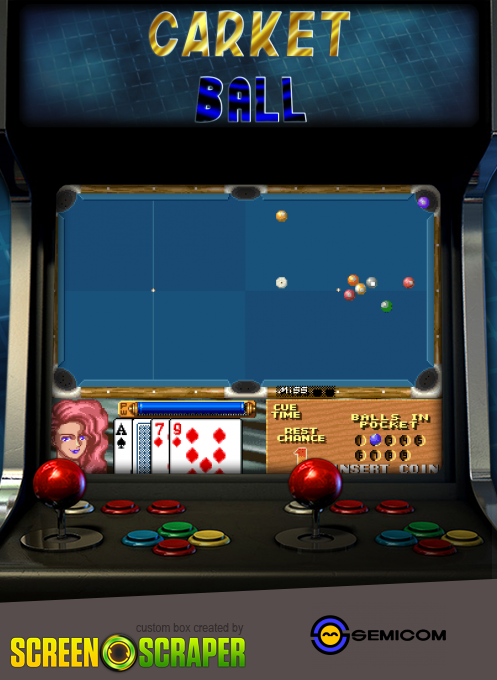 CARKET
BALL
MISS
CUE
TIME
REST
CHANCE
BALLS IN
POCKET
A
7
9
INSERT COIN
custom box created by
SCREEN SCRAPER
SEMICOM